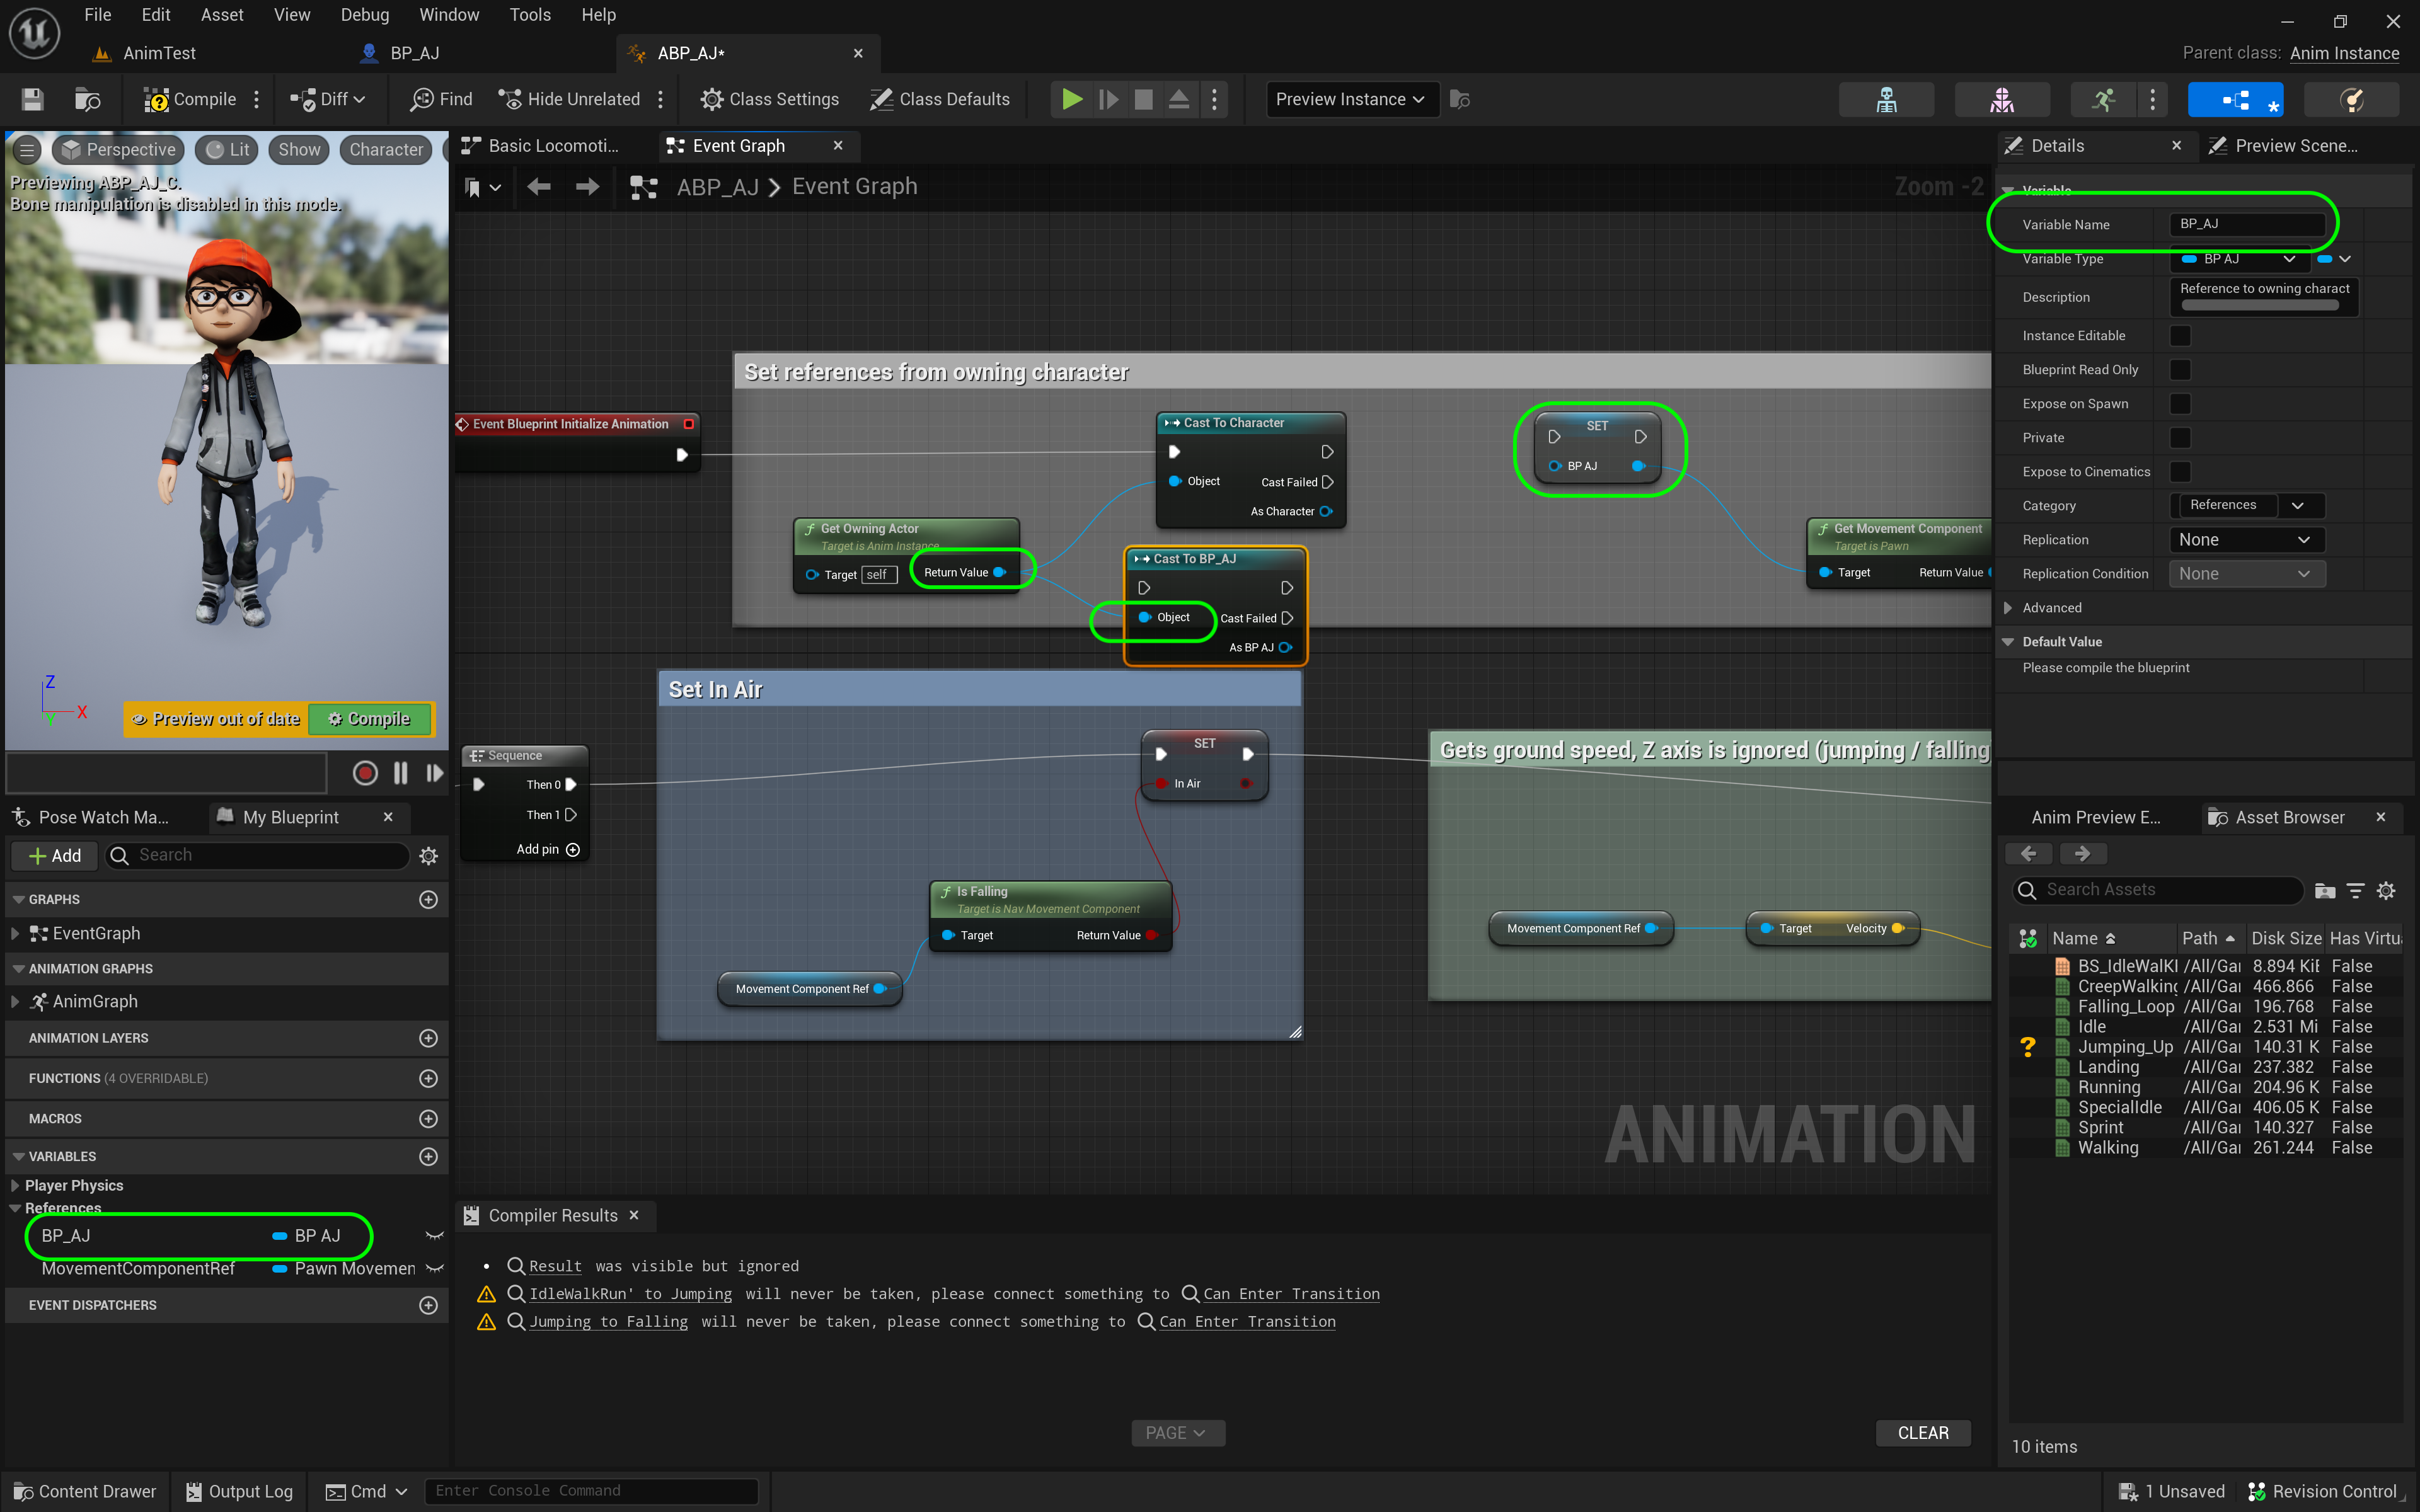 File Edit Asset View Debug Window Tools Help
AnimTest BP_AJ ABP_AJ* Parent class: Anim Instance
Compile Diff Find Hide Unrelated Class Settings Class Defaults Preview Instance
Perspective Lit Show Character
Previewing ABP_AJ_C.
Bone manipulation is disabled in this mode.
Z
X
Y
Preview out of date Compile
Pose Watch Ma... My Blueprint
Add Search
GRAPHS
EventGraph
ANIMATION GRAPHS
AnimGraph
ANIMATION LAYERS
FUNCTIONS (4 OVERRIDABLE)
MACROS
VARIABLES
Player Physics
References
BP_AJ BP AJ
MovementComponentRef Pawn Movemen
EVENT DISPATCHERS
Basic Locomoti... Event Graph
ABP_AJ > Event Graph Zoom -2
Set references from owning character
Event Blueprint Initialize Animation
Cast To Character
Object Cast Failed
As Character
SET
BP AJ
Get Owning Actor
Target is Anim Instance
Target self Return Value
Cast To BP_AJ
Object Cast Failed
As BP AJ
Get Movement Component
Target is Pawn
Target Return Value
Set In Air
SET
In Air
Sequence
Then 0
Then 1
Add pin
Is Falling
Target is Nav Movement Component
Target Return Value
Movement Component Ref
Gets ground speed, Z axis is ignored (jumping / falling
Movement Component Ref Target Velocity
ANIMATION
Compiler Results
Result was visible but ignored
IdleWalkRun' to Jumping will never be taken, please connect something to Can Enter Transition
Jumping to Falling will never be taken, please connect something to Can Enter Transition
PAGE CLEAR
Details Preview Scene...
Variable
Variable Name BP_AJ
Variable Type BP AJ
Description Reference to owning charact
Instance Editable
Blueprint Read Only
Expose on Spawn
Private
Expose to Cinematics
Category References
Replication None
Replication Condition None
Advanced
Default Value
Please compile the blueprint
Anim Preview E... Asset Browser
Search Assets
Name Path Disk Size Has Virtu
BS_IdleWalk /All/Ga 8.894 Ki False
CreepWalking /All/Ga 466.866 False
Falling_Loop /All/Ga 196.768 False
Idle /All/Ga 2.531 Mi False
Jumping_Up /All/Ga 140.31 K False
Landing /All/Ga 237.382 False
Running /All/Ga 204.96 K False
SpecialIdle /All/Ga 406.05 K False
Sprint /All/Ga 140.327 False
Walking /All/Ga 261.244 False
10 items
Content Drawer Output Log Cmd Enter Console Command 1 Unsaved Revision Control